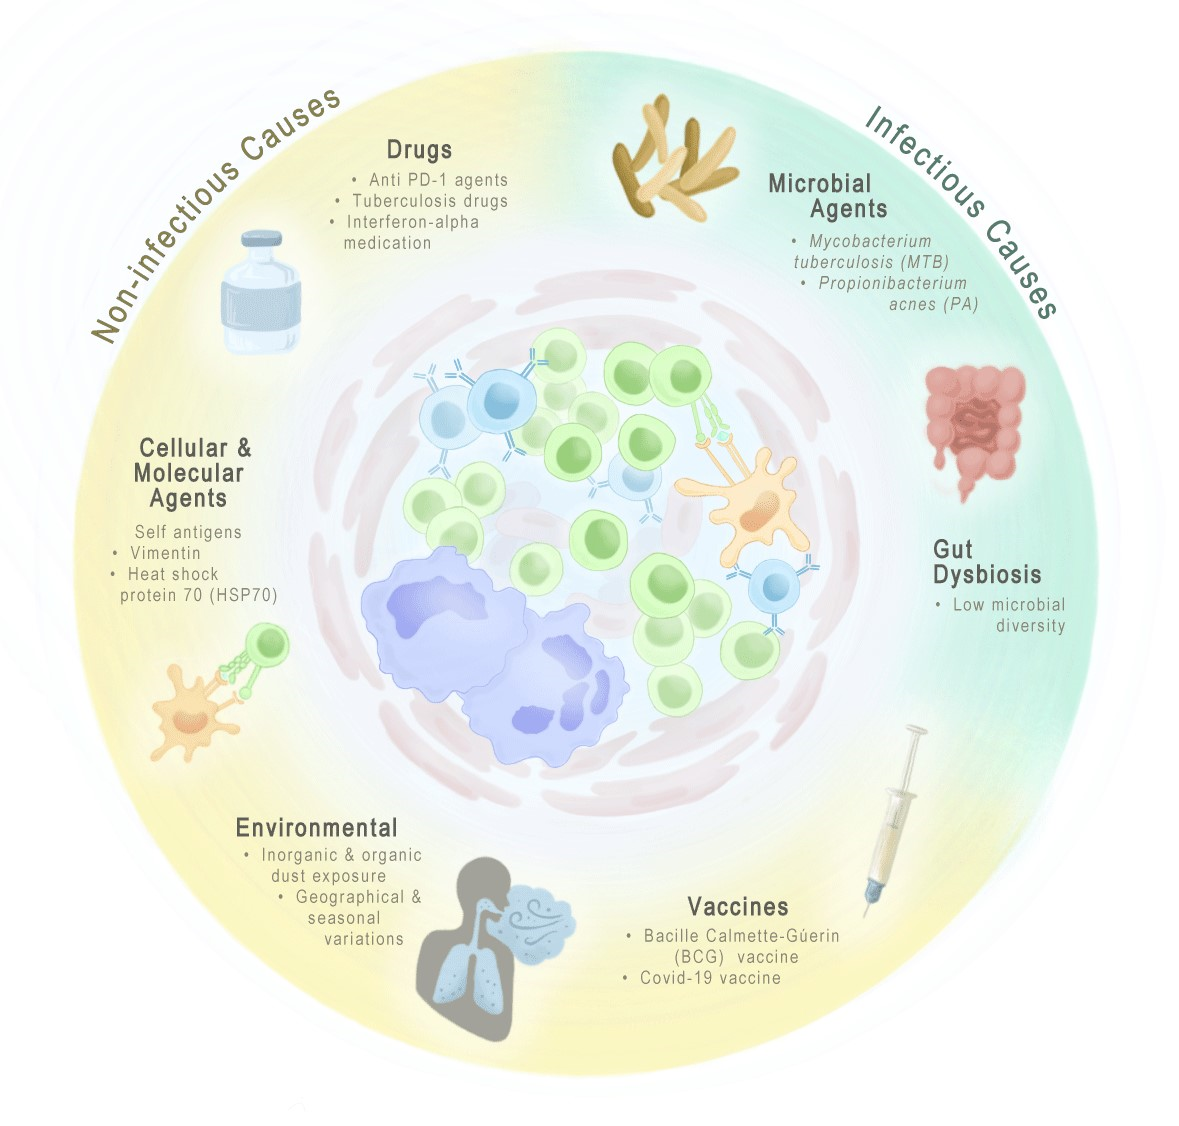 Non-infectious Causes
Infectious Causes
Drugs
• Anti PD-1 agents
• Tuberculosis drugs
• Interferon-alpha
medication
Microbial
Agents
• Mycobacterium
tuberculosis (MTB)
• Propionibacterium
acnes (PA)
Cellular &
Molecular
Agents
Self antigens
• Vimentin
• Heat shock
protein 70 (HSP70)
Gut
Dysbiosis
• Low microbial
diversity
Environmental
• Inorganic & organic
dust exposure
• Geographical &
seasonal
variations
Vaccines
• Bacille Calmette-Gúerin
(BCG) vaccine
• Covid-19 vaccine